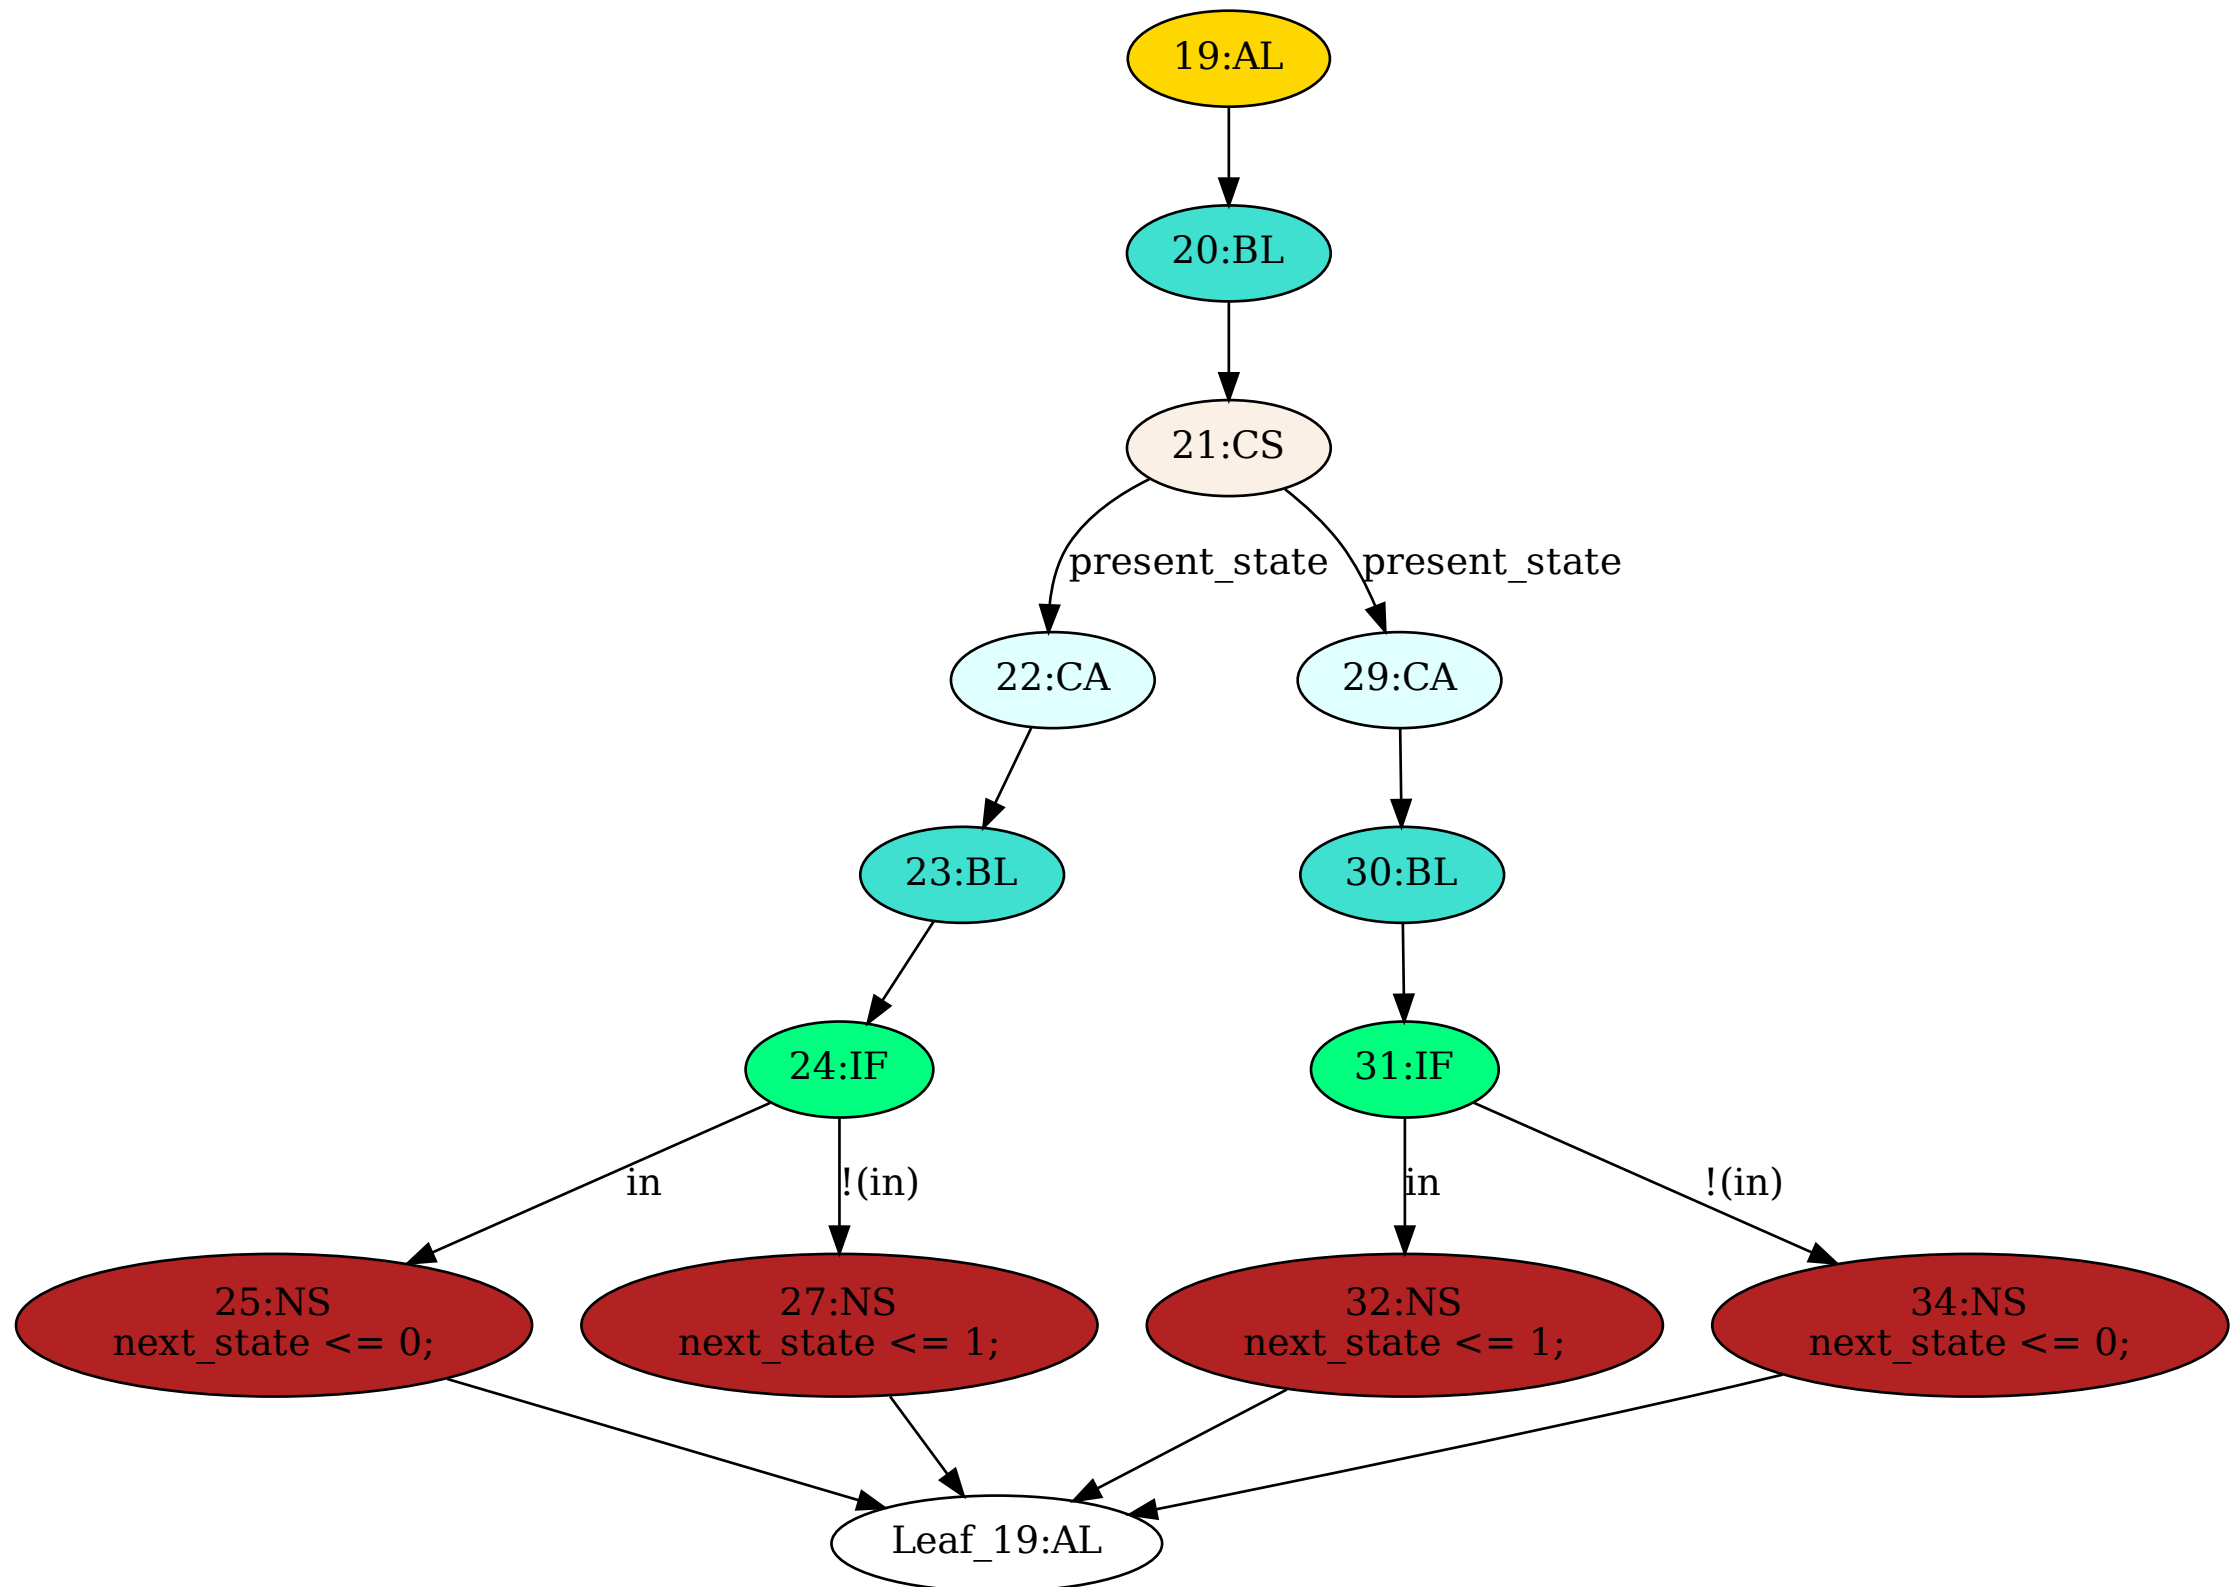 19:AL
20:BL
21:CS
present_state
present_state
22:CA
29:CA
23:BL
30:BL
24:IF
31:IF
in
!(in)
in
!(in)
25:NS
next_state <= 0;
27:NS
next_state <= 1;
32:NS
next_state <= 1;
34:NS
next_state <= 0;
Leaf_19:AL